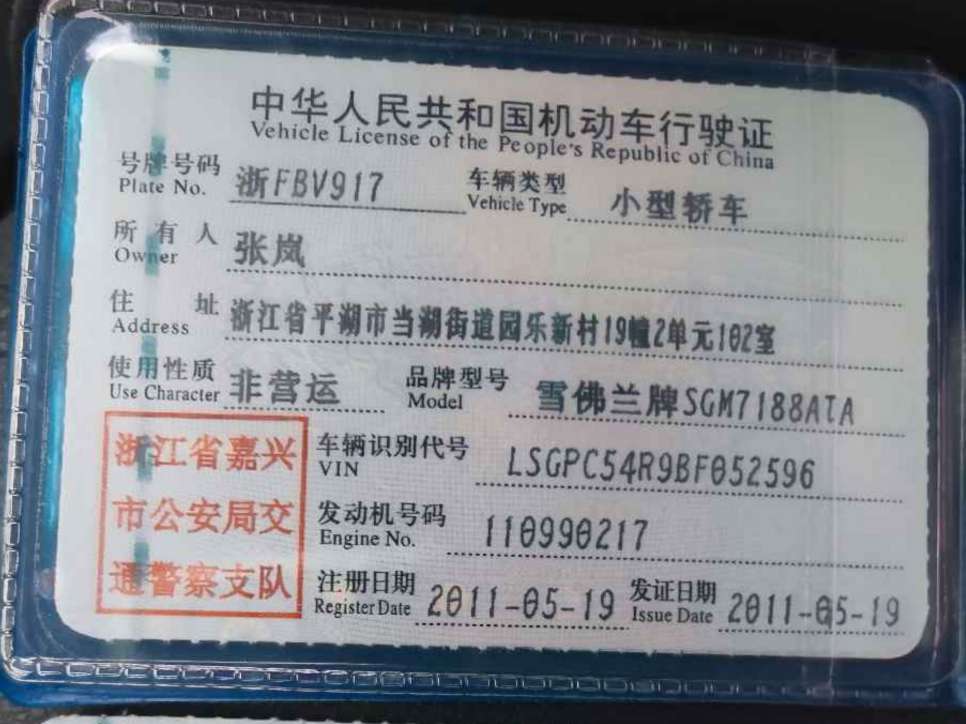 中华人民共和国机动车行驶证
Vehicle License of the People's Republic of China
号牌号码 浙FBV917 车辆类型 小型轿车
Plate No. Vehicle Type
所有人 张岚
Owner
住址 浙江省平湖市当湖街道园乐新村19幢2单元102室
Address
使用性质 非营运 品牌型号 雪佛兰牌SGM7188ATA
Use Character Model
浙江省嘉兴
市公安局交
通警察支队
车辆识别代号 LSGPC54R9BF052596
VIN
发动机号码 110990217
Engine No.
注册日期 2011-05-19 发证日期 2011-05-19
Register Date Issue Date